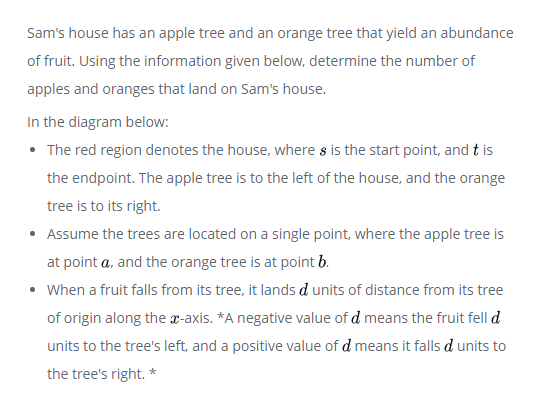 Sam's house has an apple tree and an orange tree that yield an abundance
of fruit. Using the information given below, determine the number of
apples and oranges that land on Sam's house.
In the diagram below:
• The red region denotes the house, where s is the start point, and t is
the endpoint. The apple tree is to the left of the house, and the orange
tree is to its right.
• Assume the trees are located on a single point, where the apple tree is
at point a, and the orange tree is at point b.
• When a fruit falls from its tree, it lands d units of distance from its tree
of origin along the x-axis. *A negative value of d means the fruit fell d
units to the tree's left, and a positive value of d means it falls d units to
the tree's right. *